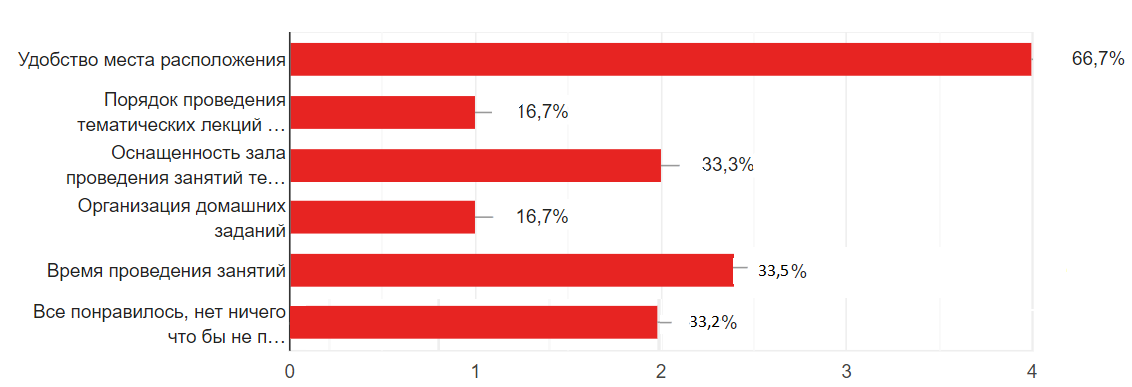 Удобство места расположения 66,7%
Порядок проведения
тематических лекций … 16,7%
Оснащенность зала
проведения занятий те… 33,3%
Организация домашних
заданий 16,7%
Время проведения занятий 33,5%
Все понравилось, нет ничего
что бы не п… 33,2%
0 1 2 3 4